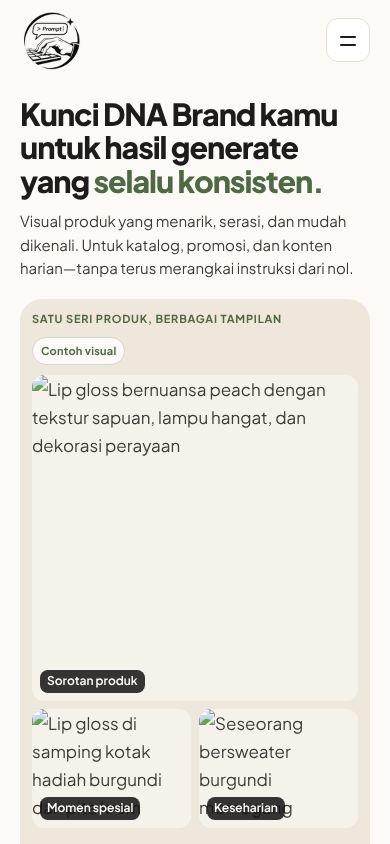 > Prompt|
Kunci DNA Brand kamu
untuk hasil generate
yang selalu konsisten.
Visual produk yang menarik, serasi, dan mudah
dikenali. Untuk katalog, promosi, dan konten
harian—tanpa terus merangkai instruksi dari nol.
SATU SERI PRODUK, BERBAGAI TAMPILAN
Contoh visual
Lip gloss bernuansa peach dengan
tekstur sapuan, lampu hangat, dan
dekorasi perayaan
Sorotan produk
Lip gloss di
samping kotak
hadiah burgundi
Momen spesial
Seseorang
bersweater
burgundi
Keseharian